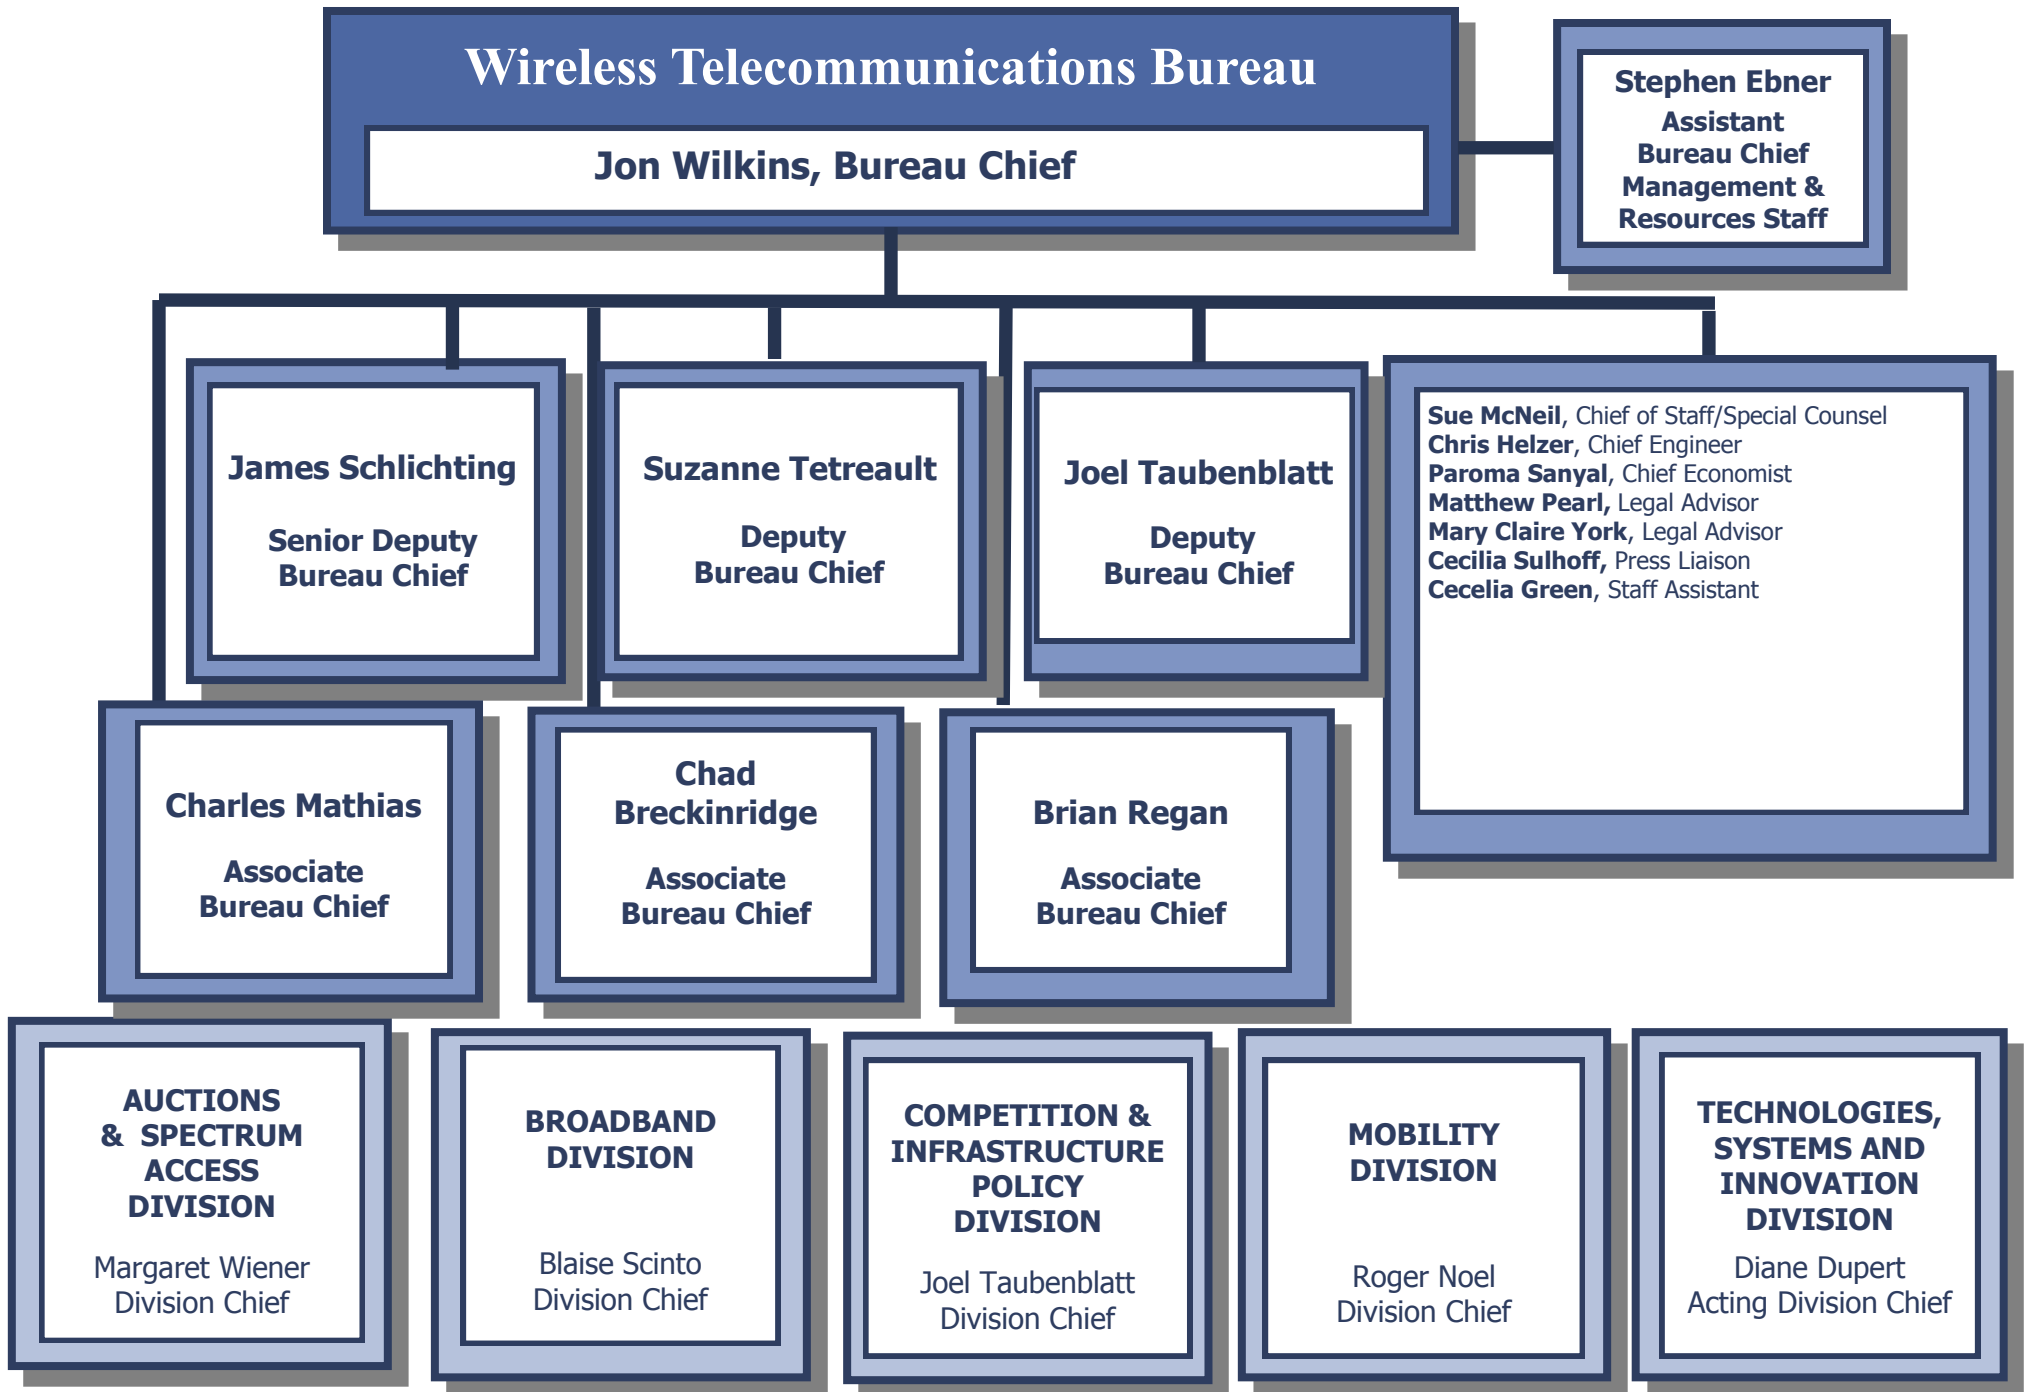 Wireless Telecommunications Bureau
Jon Wilkins, Bureau Chief
Stephen Ebner
Assistant
Bureau Chief
Management &
Resources Staff
James Schlichting
Senior Deputy
Bureau Chief
Suzanne Tetreault
Deputy
Bureau Chief
Joel Taubenblatt
Deputy
Bureau Chief
Sue McNeil, Chief of Staff/Special Counsel
Chris Helzer, Chief Engineer
Paroma Sanyal, Chief Economist
Matthew Pearl, Legal Advisor
Mary Claire York, Legal Advisor
Cecilia Sulhoff, Press Liaison
Cecelia Green, Staff Assistant
Charles Mathias
Associate
Bureau Chief
Chad
Breckinridge
Associate
Bureau Chief
Brian Regan
Associate
Bureau Chief
AUCTIONS
& SPECTRUM
ACCESS
DIVISION
Margaret Wiener
Division Chief
BROADBAND
DIVISION
Blaise Scinto
Division Chief
COMPETITION &
INFRASTRUCTURE
POLICY
DIVISION
Joel Taubenblatt
Division Chief
MOBILITY
DIVISION
Roger Noel
Division Chief
TECHNOLOGIES,
SYSTEMS AND
INNOVATION
DIVISION
Diane Dupert
Acting Division Chief